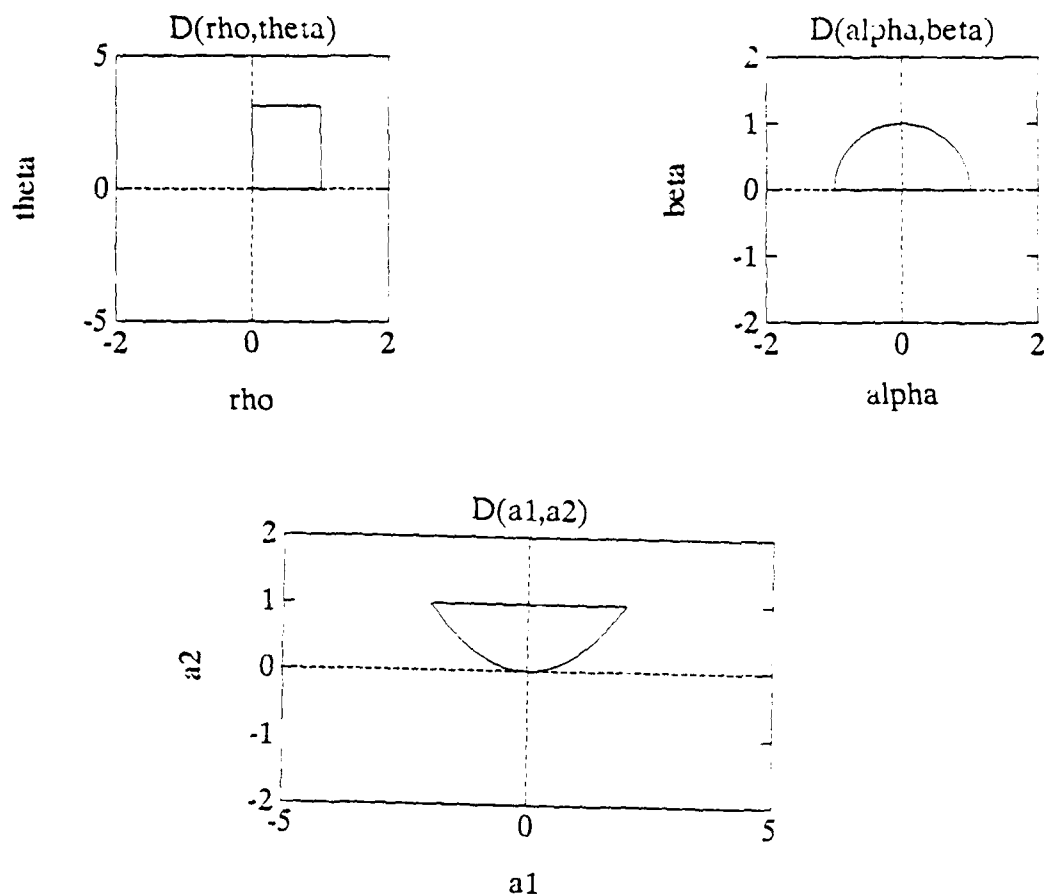 D(rho,theta)
5
0
-5
theta
-2
0
2
rho
D(alpha,beta)
2
1
0
-1
-2
beta
-2
0
2
alpha
D(a1,a2)
2
1
0
-1
-2
a2
-5
0
5
a1